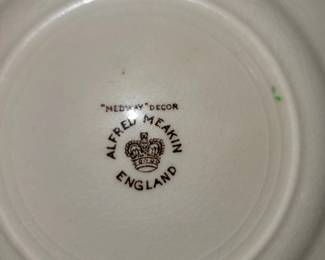 "MEDWAY" DECOR
ALFRED MEAKIN
ENGLAND